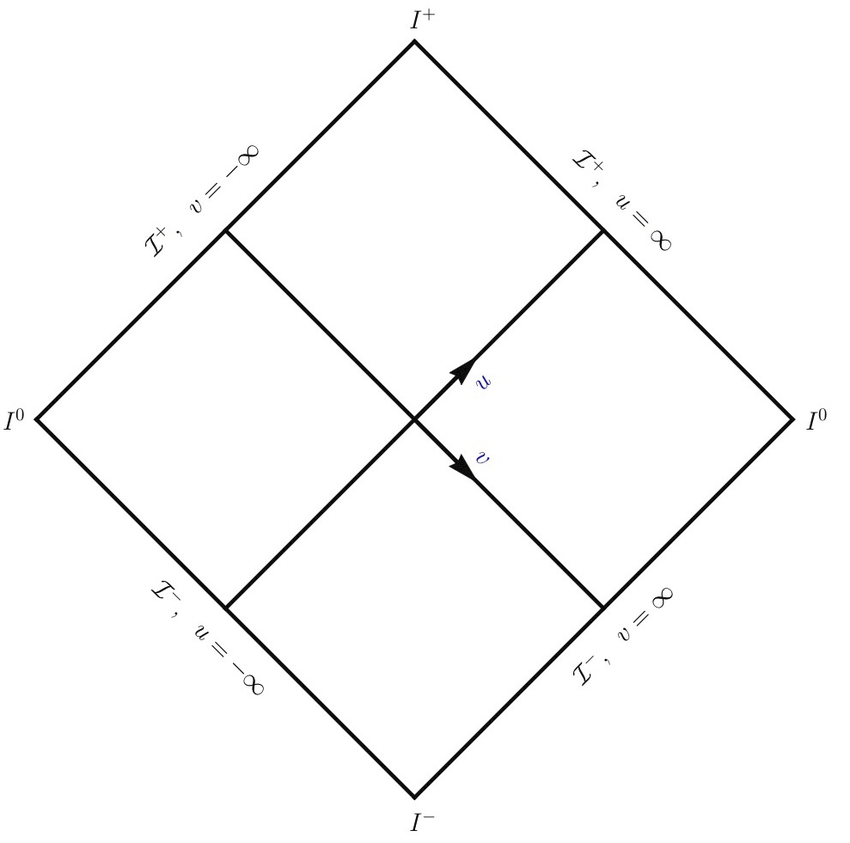 I⁺
ℐ⁺, v = −∞
ℐ⁺, u = ∞
u
I⁰
I⁰
v
ℐ⁻, u = −∞
ℐ⁻, v = ∞
I⁻